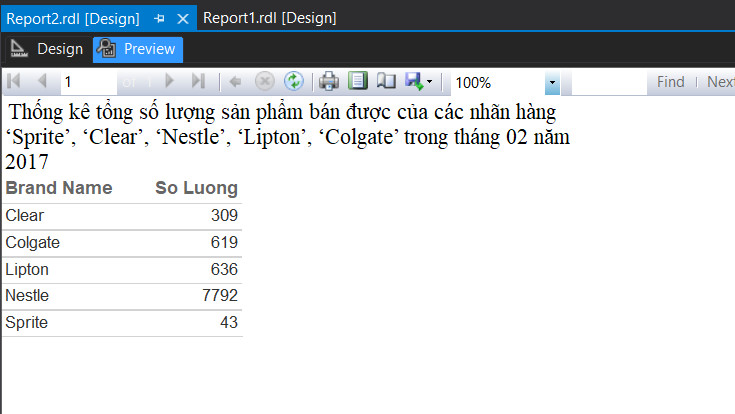 Report2.rdl [Design] Report1.rdl [Design]
Design Preview
1 of 1 100% Find Next
Thống kê tổng số lượng sản phẩm bán được của các nhãn hàng
‘Sprite’, ‘Clear’, ‘Nestle’, ‘Lipton’, ‘Colgate’ trong tháng 02 năm
2017
Brand Name So Luong
Clear 309
Colgate 619
Lipton 636
Nestle 7792
Sprite 43